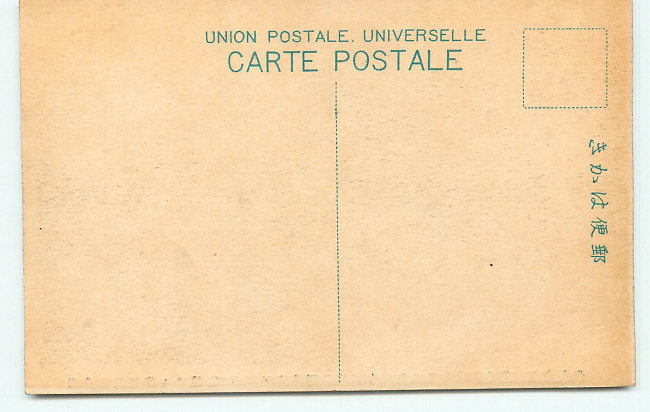 UNION POSTALE. UNIVERSELLE
CARTE POSTALE
きかは便郵